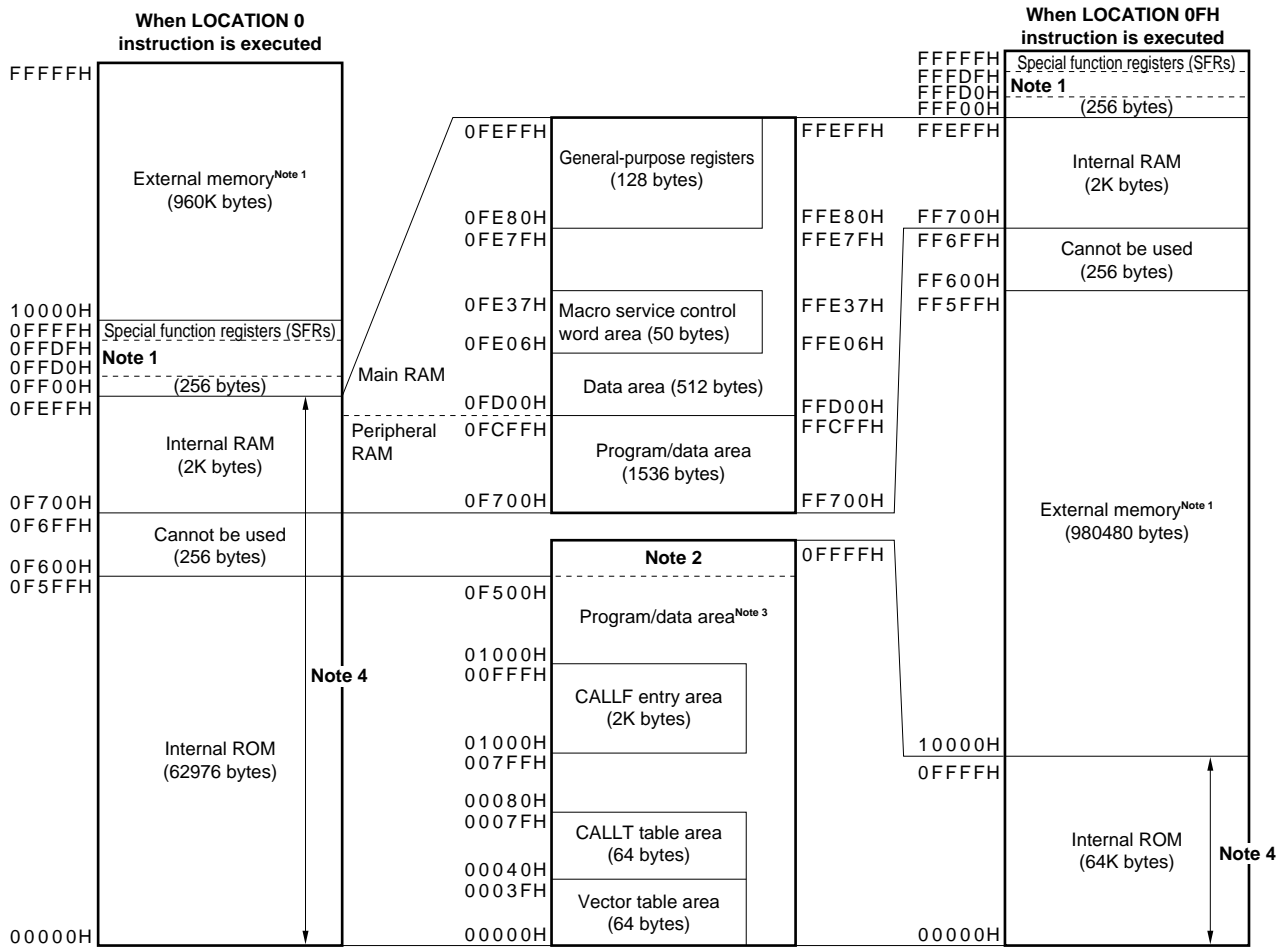 When LOCATION 0
instruction is executed
FFFFFH
External memory Note 1
(960K bytes)
10000H
0FFFFH
Special function registers (SFRs)
0FFDFH
Note 1
0FFD0H
0FF00H
(256 bytes)
0FEFFH
Internal RAM
(2K bytes)
0F700H
0F6FFH
Cannot be used
(256 bytes)
0F600H
0F5FFH
Note 4
Internal ROM
(62976 bytes)
00000H
Main RAM
Peripheral
RAM
0FEFFH
General-purpose registers
(128 bytes)
0FE80H
0FE7FH
0FE37H
Macro service control
word area (50 bytes)
0FE06H
Data area (512 bytes)
0FD00H
0FCFFH
Program/data area
(1536 bytes)
0F700H
FFEFFH
FFE80H
FFE7FH
FFE37H
FFE06H
FFD00H
FFCFFH
FF700H
Note 2
0FFFFH
0F500H
Program/data area Note 3
01000H
00FFFH
CALLF entry area
(2K bytes)
01000H
007FFH
00080H
0007FH
CALLT table area
(64 bytes)
00040H
0003FH
Vector table area
(64 bytes)
00000H
When LOCATION 0FH
instruction is executed
FFFFFH
Special function registers (SFRs)
FFFDFH
Note 1
FFFD0H
FFF00H
(256 bytes)
FFEFFH
Internal RAM
(2K bytes)
FF700H
FF6FFH
Cannot be used
(256 bytes)
FF600H
FF5FFH
External memory Note 1
(980480 bytes)
10000H
0FFFFH
Internal ROM
(64K bytes)
Note 4
00000H